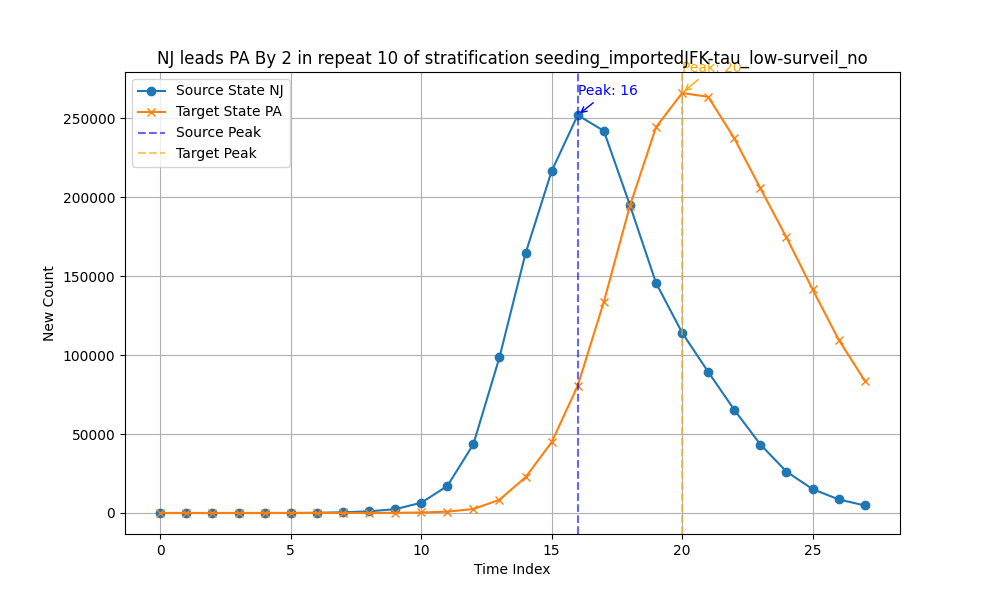 NJ leads PA By 2 in repeat 10 of stratification seeding_importedJFK-tau_low-surveil_no
Peak: 20
Source State NJ
Target State PA
Source Peak
Target Peak
Peak: 16
250000
200000
150000
100000
50000
0
New Count
0 5 10 15 20 25
Time Index